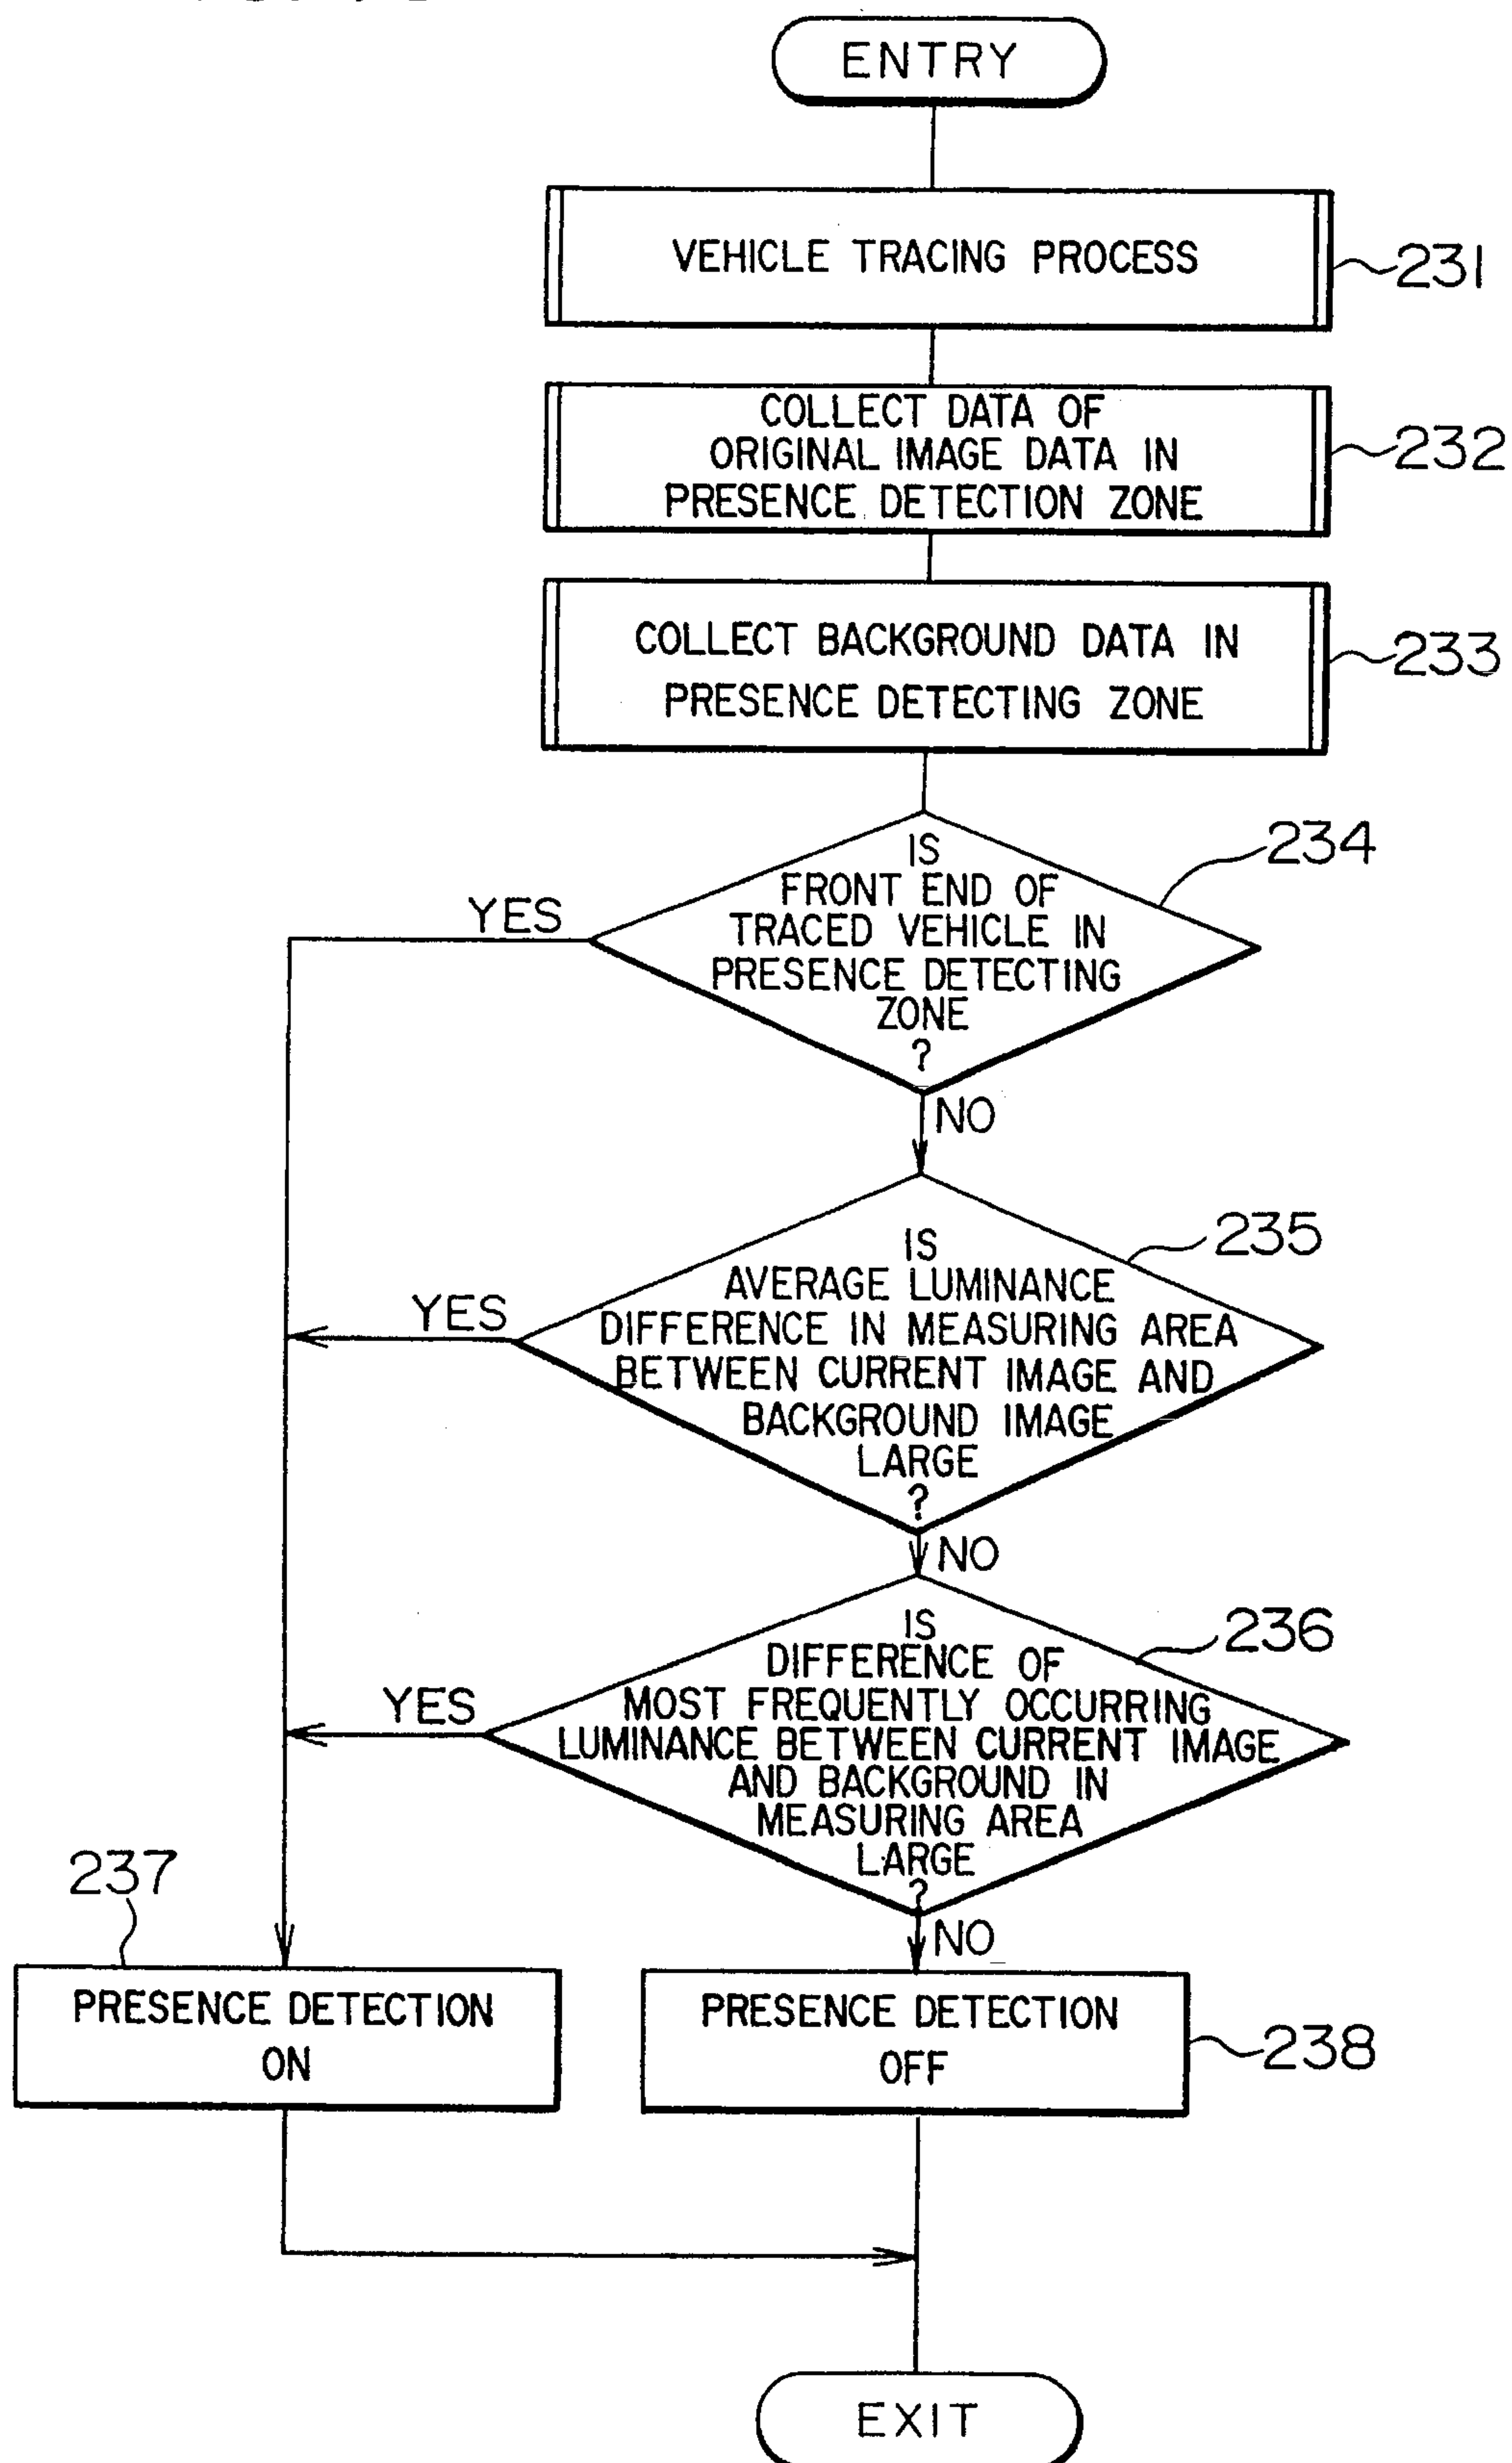 ENTRY
VEHICLE TRACING PROCESS
231
COLLECT DATA OF
ORIGINAL IMAGE DATA IN
PRESENCE DETECTION ZONE
232
COLLECT BACKGROUND DATA IN
PRESENCE DETECTING ZONE
233
IS
FRONT END OF
TRACED VEHICLE IN
PRESENCE DETECTING
ZONE
?
234
YES
NO
IS
AVERAGE LUMINANCE
DIFFERENCE IN MEASURING AREA
BETWEEN CURRENT IMAGE AND
BACKGROUND IMAGE
LARGE
?
235
YES
NO
IS
DIFFERENCE OF
MOST FREQUENTLY OCCURRING
LUMINANCE BETWEEN CURRENT IMAGE
AND BACKGROUND IN
MEASURING AREA
LARGE
?
236
YES
NO
237
PRESENCE DETECTION
ON
PRESENCE DETECTION
OFF
238
EXIT